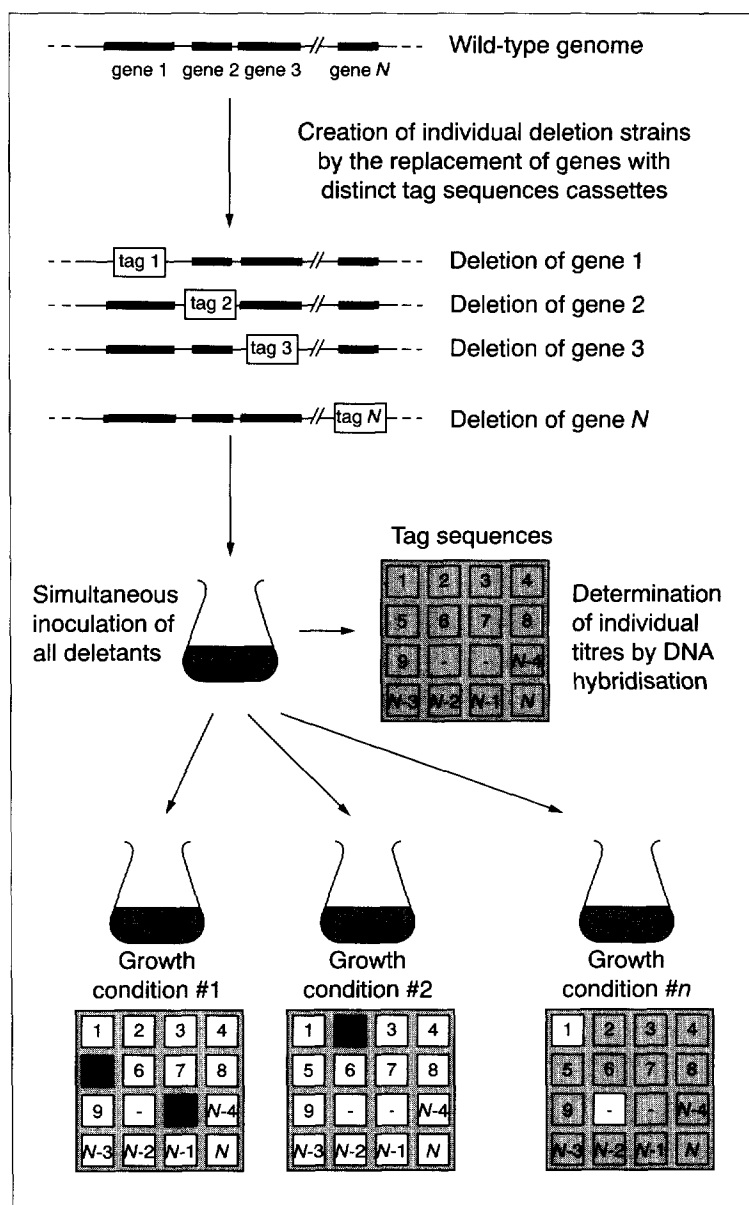 Wild-type genome
gene 1 gene 2 gene 3 gene N
Creation of individual deletion strains
by the replacement of genes with
distinct tag sequences cassettes
tag 1 Deletion of gene 1
tag 2 Deletion of gene 2
tag 3 Deletion of gene 3
tag N Deletion of gene N
Simultaneous
inoculation of
all deletants
Tag sequences
1 2 3 4
5 6 7 8
9 - - N-4
N-3 N-2 N-1 N
Determination
of individual
titres by DNA
hybridisation
Growth
condition #1
1 2 3 4
6 7 8
9 - N-4
N-3 N-2 N-1 N
Growth
condition #2
1 3 4
5 6 7 8
9 - - N-4
N-3 N-2 N-1 N
Growth
condition #n
1 2 3 4
5 6 7 8
9 - - N-4
N-3 N-2 N-1 N